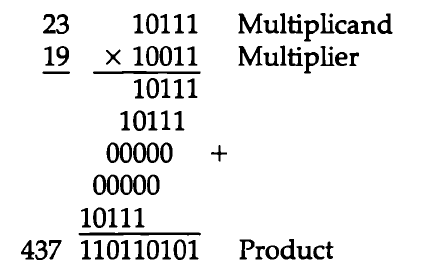 23 10111 Multiplicand
19 × 10011 Multiplier
10111
10111
00000 +
00000
10111
437 110110101 Product